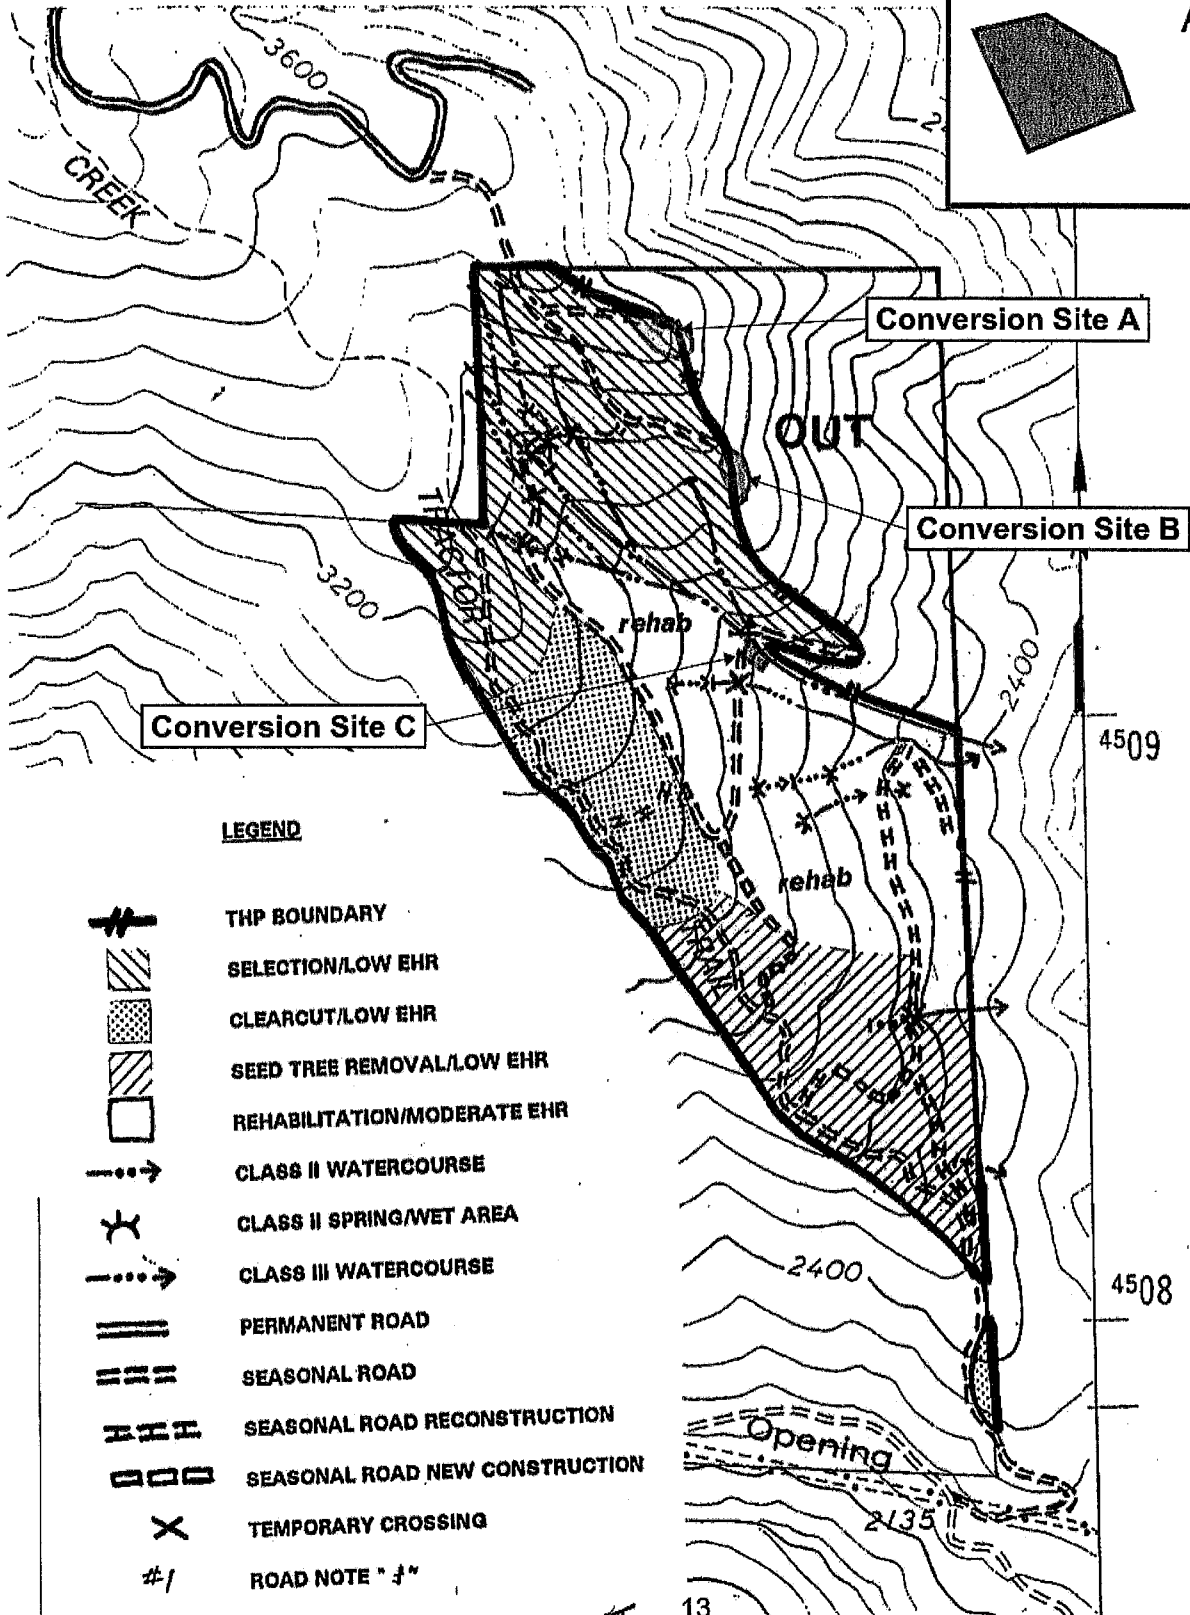 3600
CREEK
Conversion Site A
OUT
Conversion Site B
TRACTOR
3200
rehab
2400
Conversion Site C
4509
LEGEND
rehab
THP BOUNDARY
TRAIL
SELECTION/LOW EHR
CLEARCUT/LOW EHR
SEED TREE REMOVAL/LOW EHR
REHABILITATION/MODERATE EHR
CLASS II WATERCOURSE
CLASS II SPRING/WET AREA
CLASS III WATERCOURSE
2400
4508
PERMANENT ROAD
SEASONAL ROAD
SEASONAL ROAD RECONSTRUCTION
Opening
SEASONAL ROAD NEW CONSTRUCTION
TEMPORARY CROSSING
2135
#1 ROAD NOTE
13